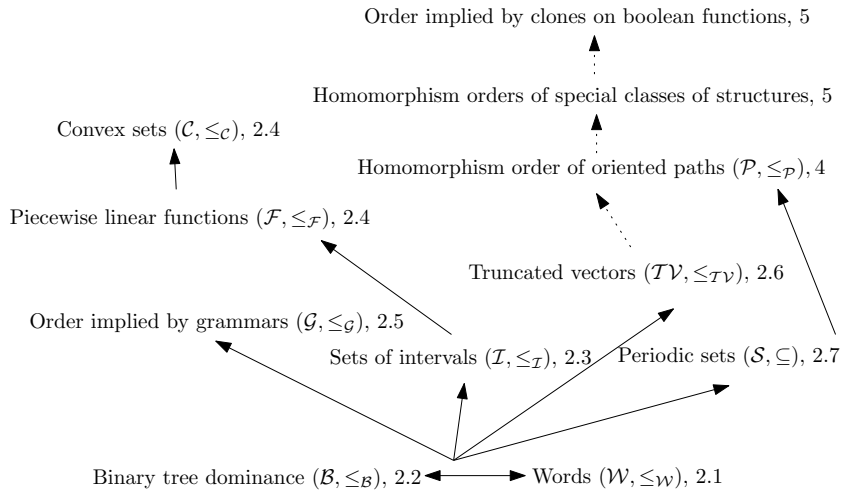 Order implied by clones on boolean functions, 5
Homomorphism orders of special classes of structures, 5
Convex sets (𝒞, ≤𝒞), 2.4
Homomorphism order of oriented paths (𝒫, ≤𝒫), 4
Piecewise linear functions (ℱ, ≤ℱ), 2.4
Truncated vectors (𝒯𝒱, ≤𝒯𝒱), 2.6
Order implied by grammars (𝒢, ≤𝒢), 2.5
Sets of intervals (ℐ, ≤ℐ), 2.3
Periodic sets (𝒮, ⊆), 2.7
Binary tree dominance (ℬ, ≤ℬ), 2.2
Words (𝒲, ≤𝒲), 2.1